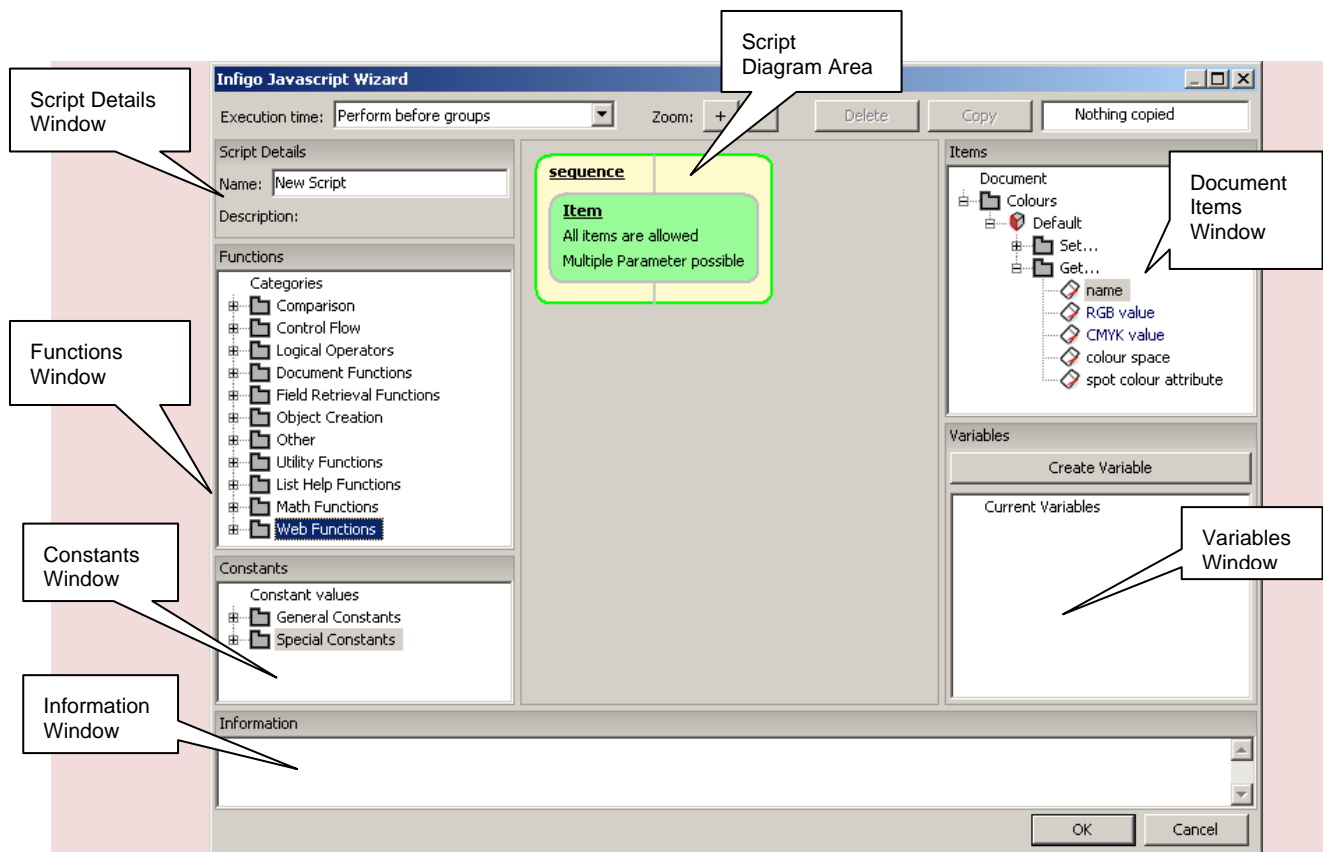 Script
Diagram Area
Script Details
Window
Infigo Javascript Wizard
Execution time: Perform before groups
Zoom: +
Delete
Copy
Nothing copied
Script Details
Name: New Script
Description:
sequence
Item
All items are allowed
Multiple Parameter possible
Items
Document
Colours
Default
Set...
Get...
name
RGB value
CMYK value
colour space
spot colour attribute
Document
Items
Window
Functions
Categories
Comparison
Control Flow
Logical Operators
Document Functions
Field Retrieval Functions
Object Creation
Other
Utility Functions
List Help Functions
Math Functions
Web Functions
Functions
Window
Variables
Create Variable
Current Variables
Variables
Window
Constants
Window
Constants
Constant values
General Constants
Special Constants
Information
Window
Information
OK
Cancel